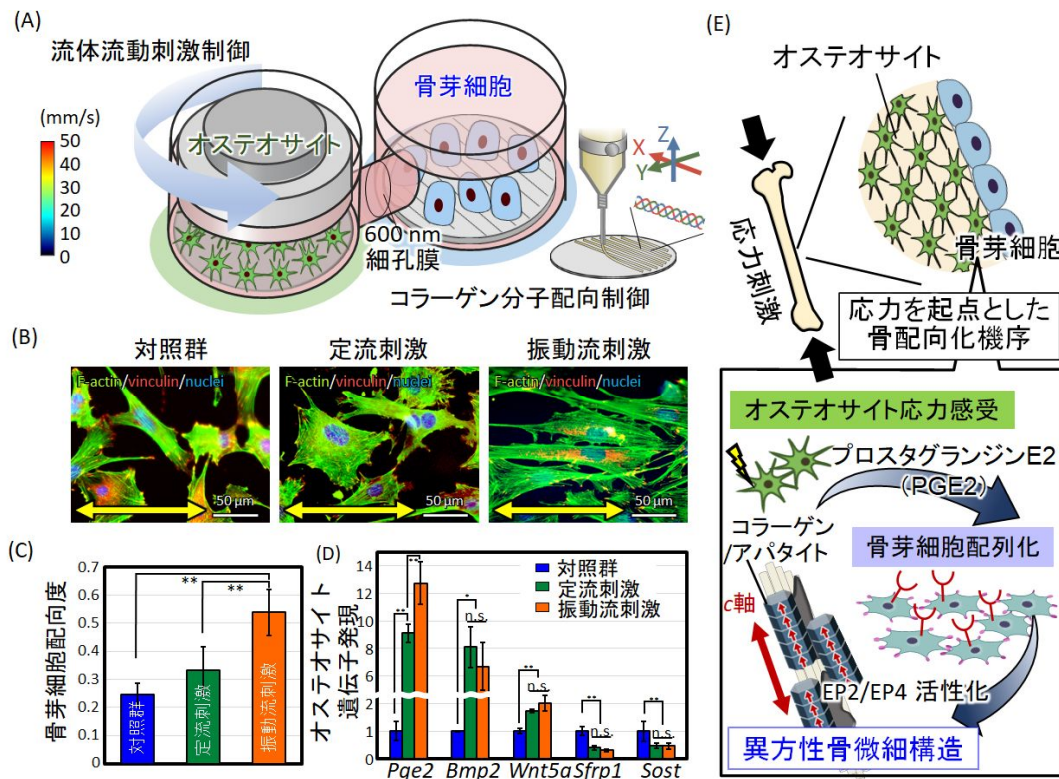 (A)
流体流動刺激制御
(mm/s)
50
40
30
20
10
0
オステオサイト
骨芽細胞
600 nm
細孔膜
X
Y
Z
コラーゲン分子配向制御
(B)
対照群
定流刺激
振動流刺激
F-actin/vinculin/nuclei
F-actin/vinculin/nuclei
F-actin/vinculin/nuclei
50 µm
50 µm
50 µm
(C)
骨芽細胞配向度
0.7
0.6
0.5
0.4
0.3
0.2
0.1
0.0
**
**
対照群
定流刺激
振動流刺激
(D)
オステオサイト
遺伝子発現
14
12
10
8
6
2
1
0
対照群
定流刺激
振動流刺激
**
**
*
n.s.
**
n.s.
**
n.s.
**
n.s.
Pge2
Bmp2
Wnt5a
Sfrp1
Sost
(E)
オステオサイト
応力刺激
骨芽細胞
応力を起点とした
骨配向化機序
オステオサイト応力感受
プロスタグランジンE2
(PGE2)
コラーゲン
/アパタイト
骨芽細胞配列化
c軸
EP2/EP4 活性化
異方性骨微細構造